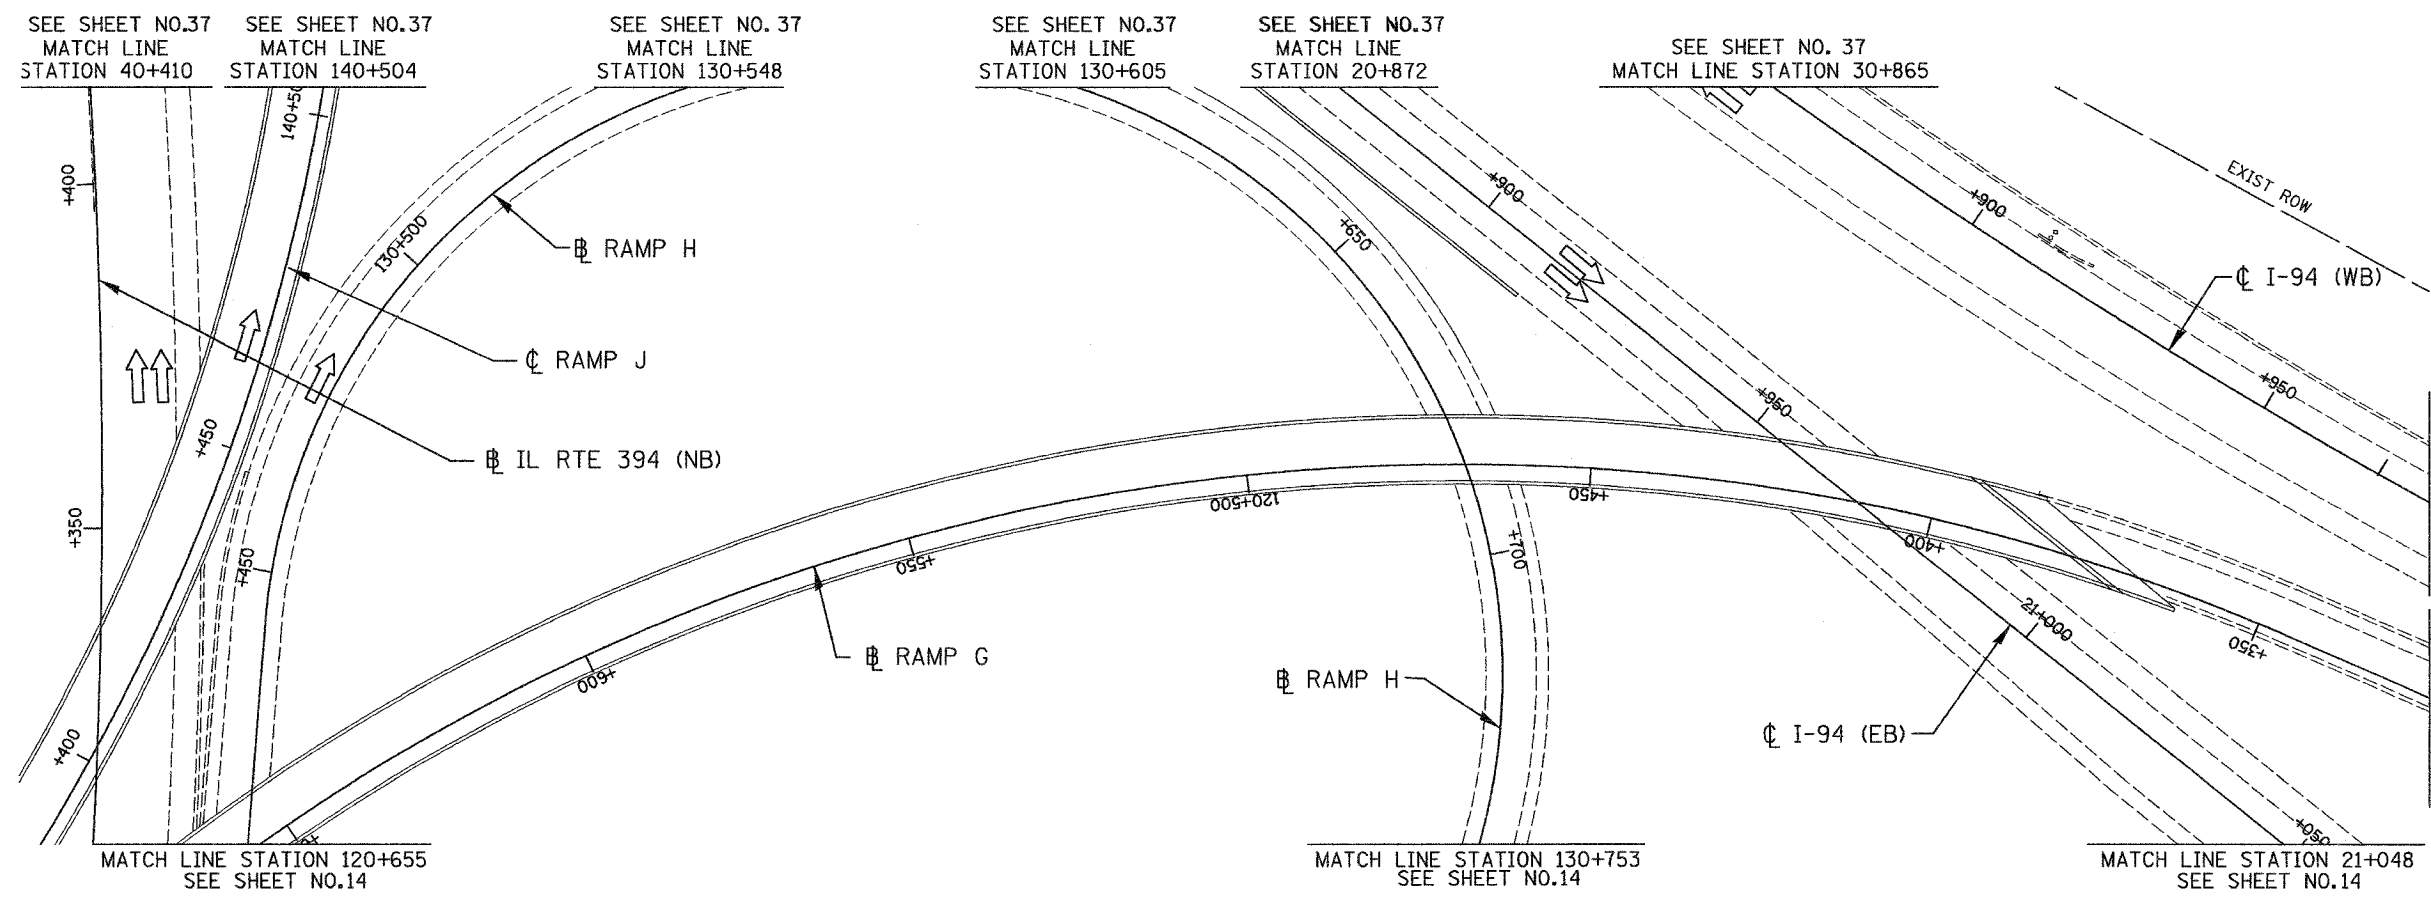 SEE SHEET NO.37
MATCH LINE
STATION 40+410
SEE SHEET NO.37
MATCH LINE
STATION 140+504
SEE SHEET NO. 37
MATCH LINE
STATION 130+548
SEE SHEET NO.37
MATCH LINE
STATION 130+605
SEE SHEET NO.37
MATCH LINE
STATION 20+872
SEE SHEET NO. 37
MATCH LINE STATION 30+865
+400
+350
+400
+450
130+500
+450
℄ RAMP J
RAMP H
IL RTE 394 (NB)
RAMP G
+600
+550
120+500
+450
+400
+350
+650
+700
RAMP H
+900
+950
21+000
+050
℄ I-94 (EB)
+900
+950
℄ I-94 (WB)
EXIST ROW
MATCH LINE STATION 120+655
SEE SHEET NO.14
MATCH LINE STATION 130+753
SEE SHEET NO.14
MATCH LINE STATION 21+048
SEE SHEET NO.14